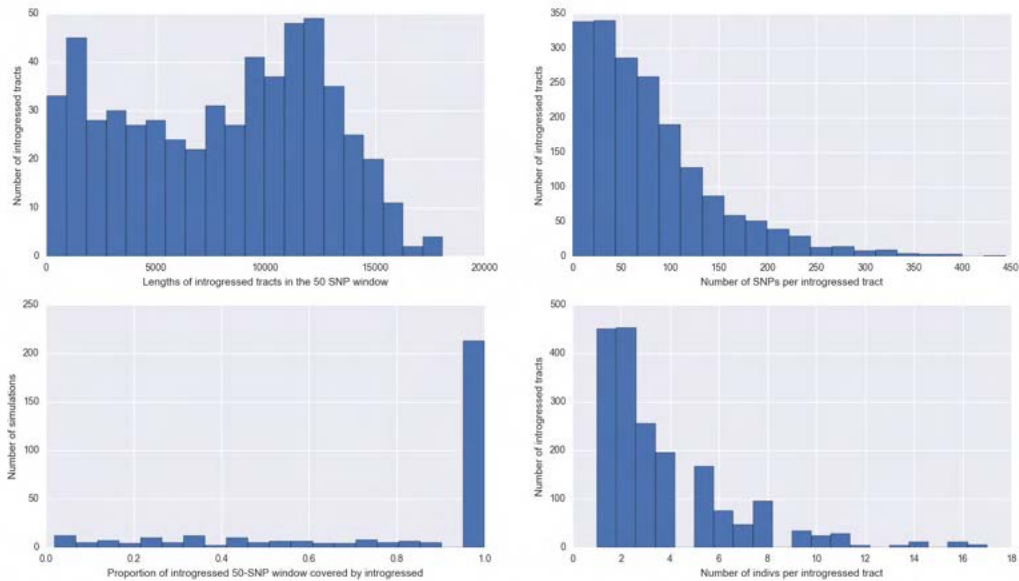 50
40
30
20
10
0
Number of introgressed tracts
0 5000 10000 15000 20000
Lengths of introgressed tracts in the 50 SNP window
350
300
250
200
150
100
50
0
Number of introgressed tracts
0 50 100 150 200 250 300 350 400 450
Number of SNPs per introgressed tract
250
200
150
100
50
0
Number of simulations
0.0 0.2 0.4 0.6 0.8 1.0
Proportion of introgressed 50-SNP window covered by introgressed
500
400
300
200
100
0
Number of introgressed tracts
0 2 4 6 8 10 12 14 16 18
Number of indivs per introgressed tract